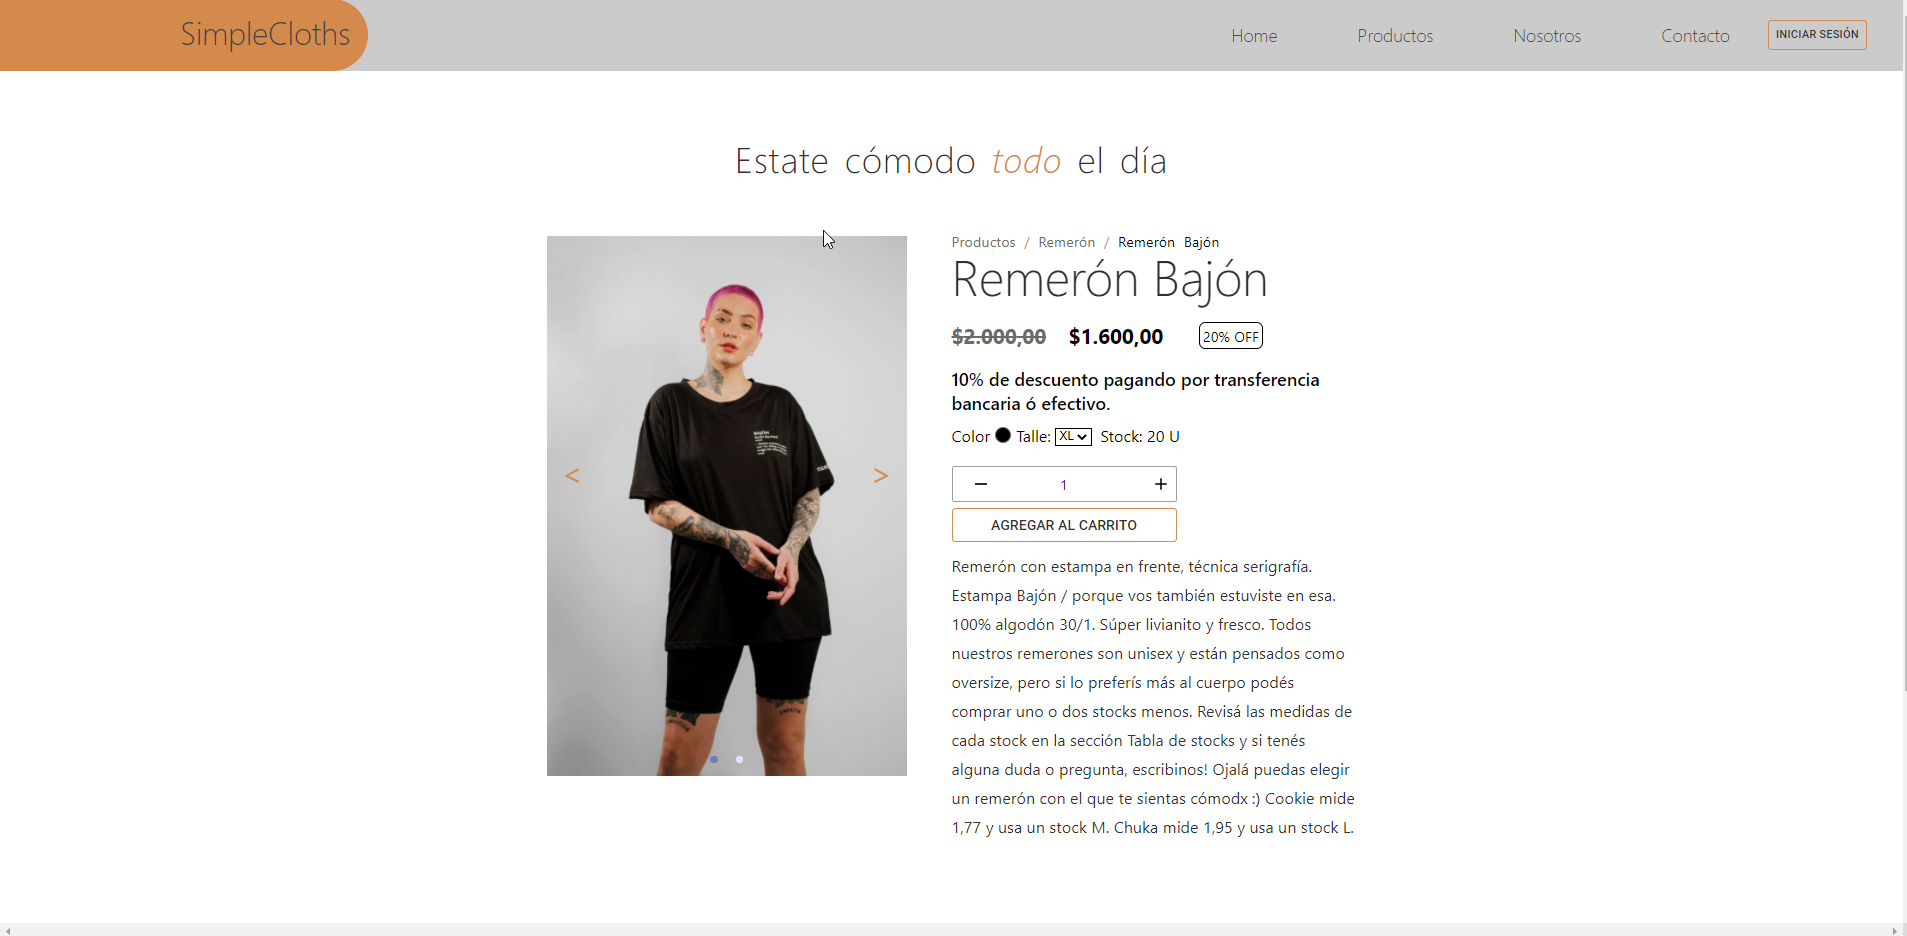 SimpleCloths
Home
Productos
Nosotros
Contacto
INICIAR SESIÓN
Estate cómodo todo el día
Productos / Remerón / Remerón Bajón
Remerón Bajón
$2.000,00 $1.600,00 20% OFF
10% de descuento pagando por transferencia
bancaria ó efectivo.
Color Talle: XL Stock: 20 U
− 1 +
AGREGAR AL CARRITO
BAJÓN
< >
Remerón con estampa en frente, técnica serigrafía.
Estampa Bajón / porque vos también estuviste en esa.
100% algodón 30/1. Súper livianito y fresco. Todos
nuestros remerones son unisex y están pensados como
oversize, pero si lo preferís más al cuerpo podés
comprar uno o dos stocks menos. Revisá las medidas de
cada stock en la sección Tabla de stocks y si tenés
alguna duda o pregunta, escribinos! Ojalá puedas elegir
un remerón con el que te sientas cómodx :) Cookie mide
1,77 y usa un stock M. Chuka mide 1,95 y usa un stock L.